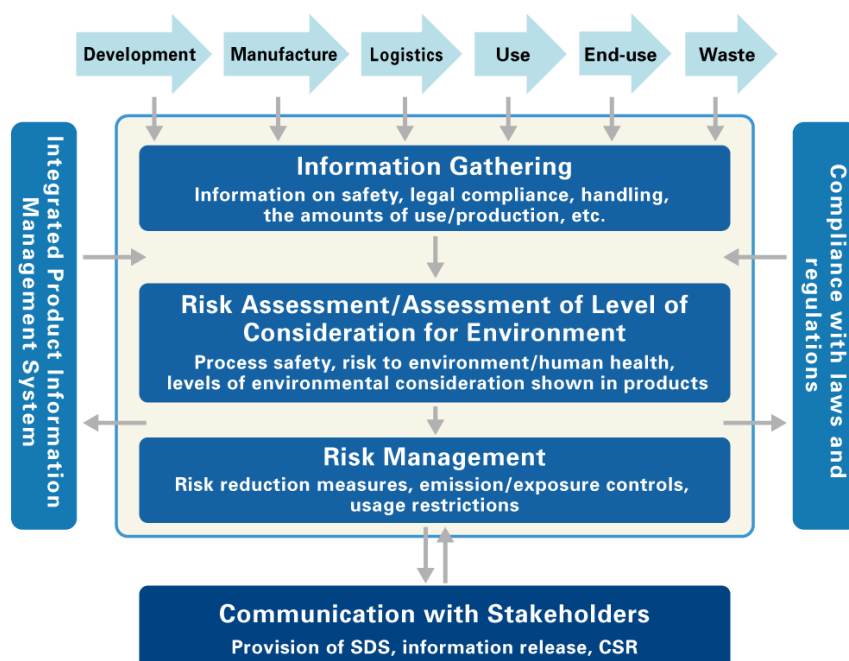 Development
Manufacture
Logistics
Use
End-use
Waste
Integrated Product Information
Management System
Information Gathering
Information on safety, legal compliance, handling,
the amounts of use/production, etc.
Risk Assessment/Assessment of Level of
Consideration for Environment
Process safety, risk to environment/human health,
levels of environmental consideration shown in products
Risk Management
Risk reduction measures, emission/exposure controls,
usage restrictions
Compliance with laws and
regulations
Communication with Stakeholders
Provision of SDS, information release, CSR